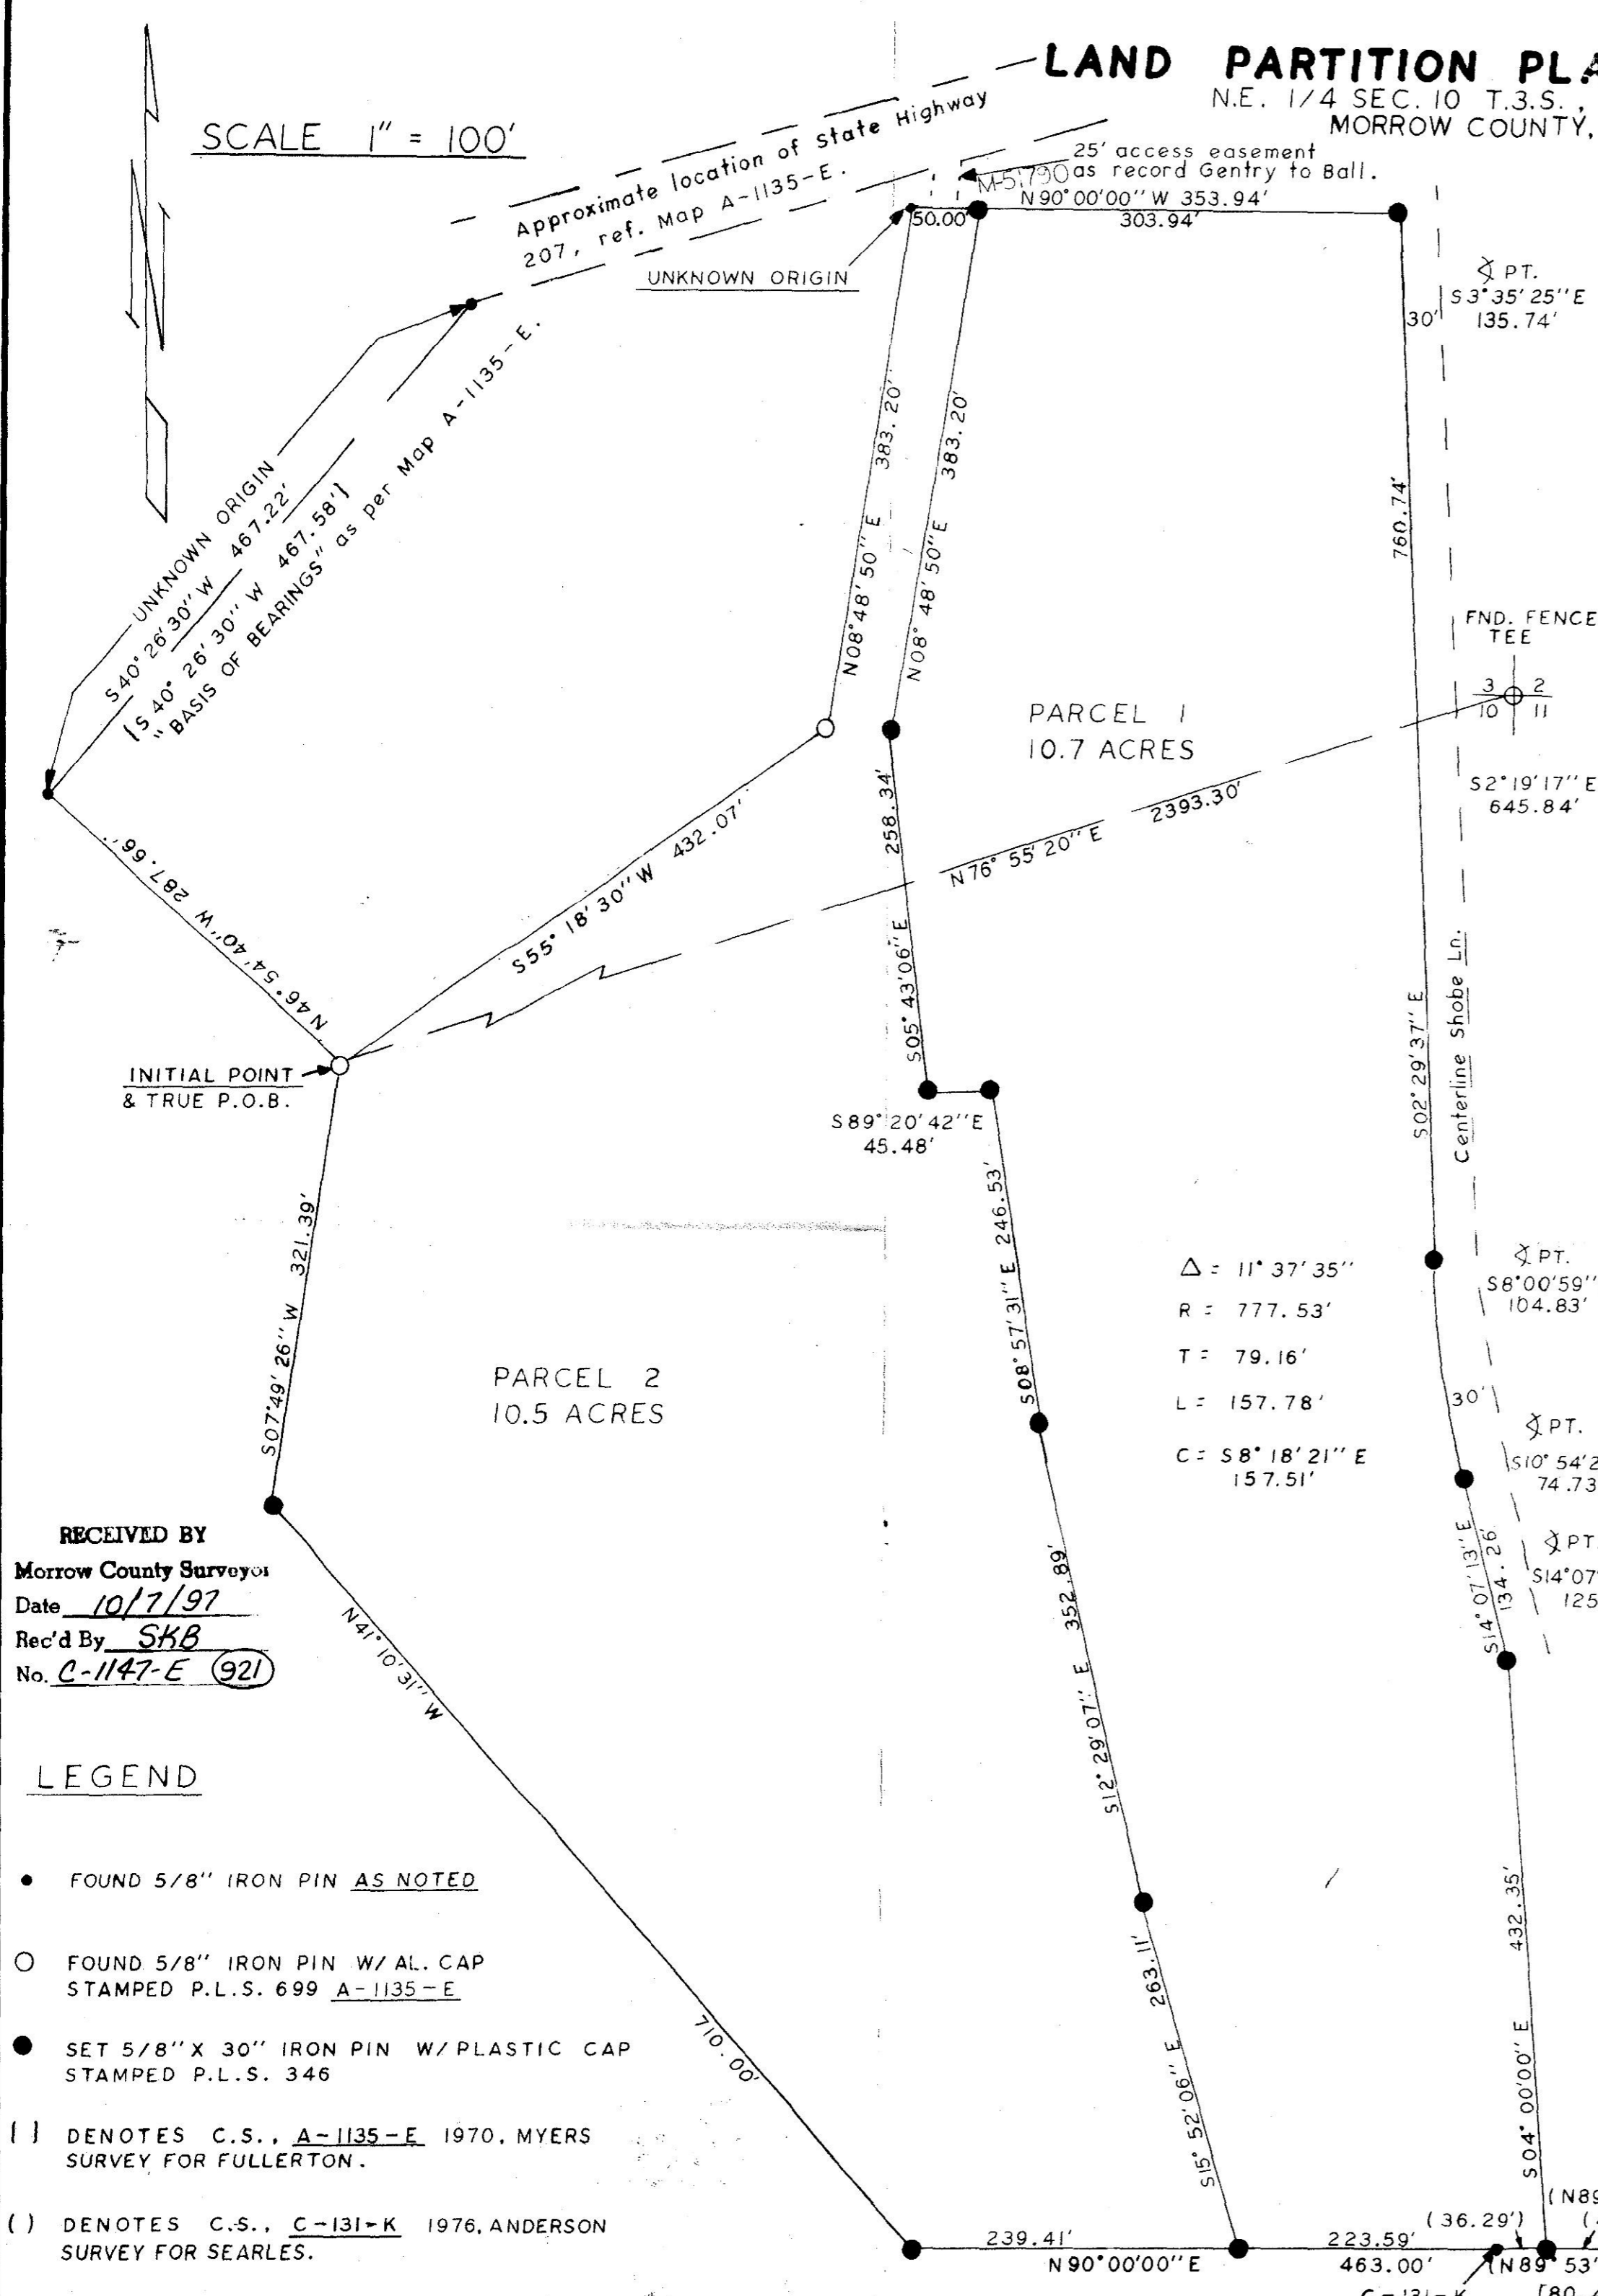 LAND PARTITION PLA
N.E. 1/4 SEC. 10 T.3.S.,
MORROW COUNTY,
SCALE 1" = 100'
Approximate location of State Highway
207, ref. Map A-1135-E.
25' access easement
M-51790 as record Gentry to Ball.
N90°00'00" W 353.94'
50.00'
303.94'
UNKNOWN ORIGIN
∡ PT.
S3°35'25"E
135.74'
30'
UNKNOWN ORIGIN
S40°26'30" W 467.22'
[S 40° 26' 30" W 467.58']
"BASIS OF BEARINGS" as per Map A-1135-E.
N08°48'50" E 383.20'
N08°48'50"E 383.20'
760.74'
S02°29'37" E
FND. FENCE
TEE
3 2
10 11
PARCEL 1
10.7 ACRES
S2°19'17"E
645.84'
N76°55'20" E 2393.30'
258.34'
S05°43'06" E
S55°18'30" W 432.07'
N46°54'40" W 287.66'
Centerline Shobe Ln.
INITIAL POINT
& TRUE P.O.B.
S89°20'42"E
45.48'
S07°49'26" W 321.39'
S08°57'31" E 246.53'
Δ = 11°37'35"
R = 777.53'
T = 79.16'
L = 157.78'
C = S8°18'21" E
157.51'
∡ PT.
S8°00'59"
104.83'
30'
PARCEL 2
10.5 ACRES
∡ PT.
S10°54'2
74.73
∡ PT.
S14°07'
125
S14°07'13" E
134.26'
RECEIVED BY
Morrow County Surveyor
Date 10/7/97
Rec'd By SKB
No. C-1147-E 921
N41°10'31" W
710.00'
S12°29'07" E 352.89'
LEGEND
FOUND 5/8" IRON PIN AS NOTED
FOUND 5/8" IRON PIN W/ AL. CAP
STAMPED P.L.S. 699 A-1135-E
SET 5/8" X 30" IRON PIN W/PLASTIC CAP
STAMPED P.L.S. 346
[ ] DENOTES C.S., A-1135-E 1970, MYERS
SURVEY FOR FULLERTON.
( ) DENOTES C.S., C-131-K 1976, ANDERSON
SURVEY FOR SEARLES.
S15°52'06" E 263.11'
S04°00'00" E 432.35'
(N89
(36.29')
239.41'
N90°00'00" E
223.59'
463.00'
(N89°53'
C-131-K
[80.